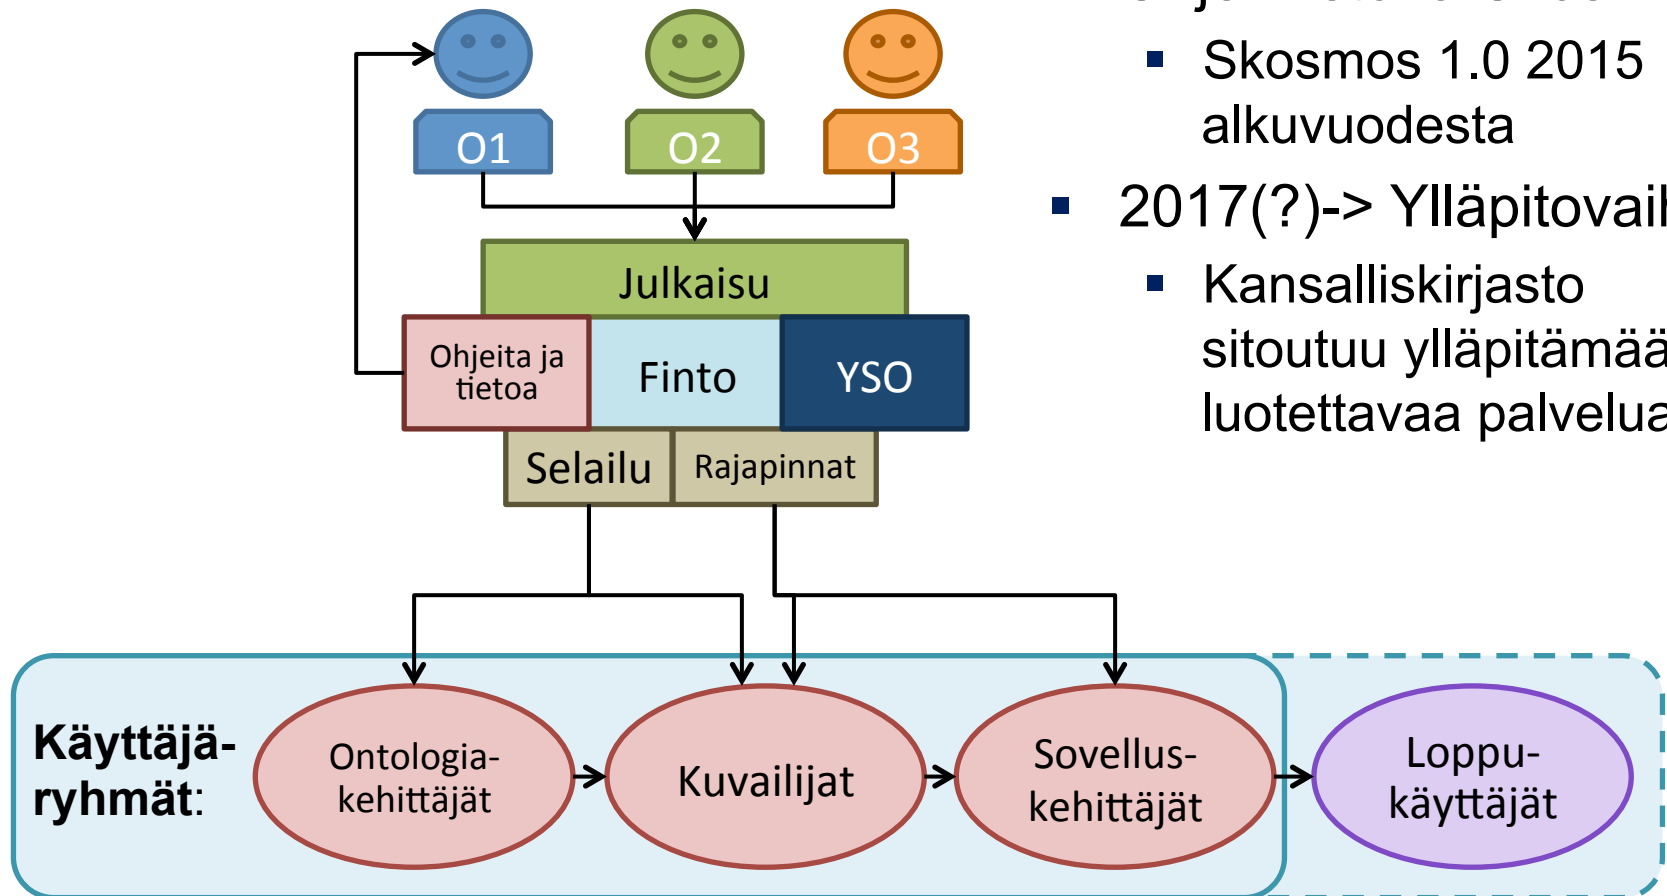 Skosmos 1.0 2015
alkuvuodesta
2017(?)-> Ylläpitovaih
Kansalliskirjasto
sitoutuu ylläpitämää
luotettavaa palvelua
O1
O2
O3
Julkaisu
Ohjeita ja
tietoa
Finto
YSO
Selailu
Rajapinnat
Käyttäjä-
ryhmät:
Ontologia-
kehittäjät
Kuvailijat
Sovellus-
kehittäjät
Loppu-
käyttäjät